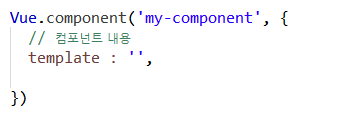 Vue.component('my-component', {
// 컴포넌트 내용
template : '',
})